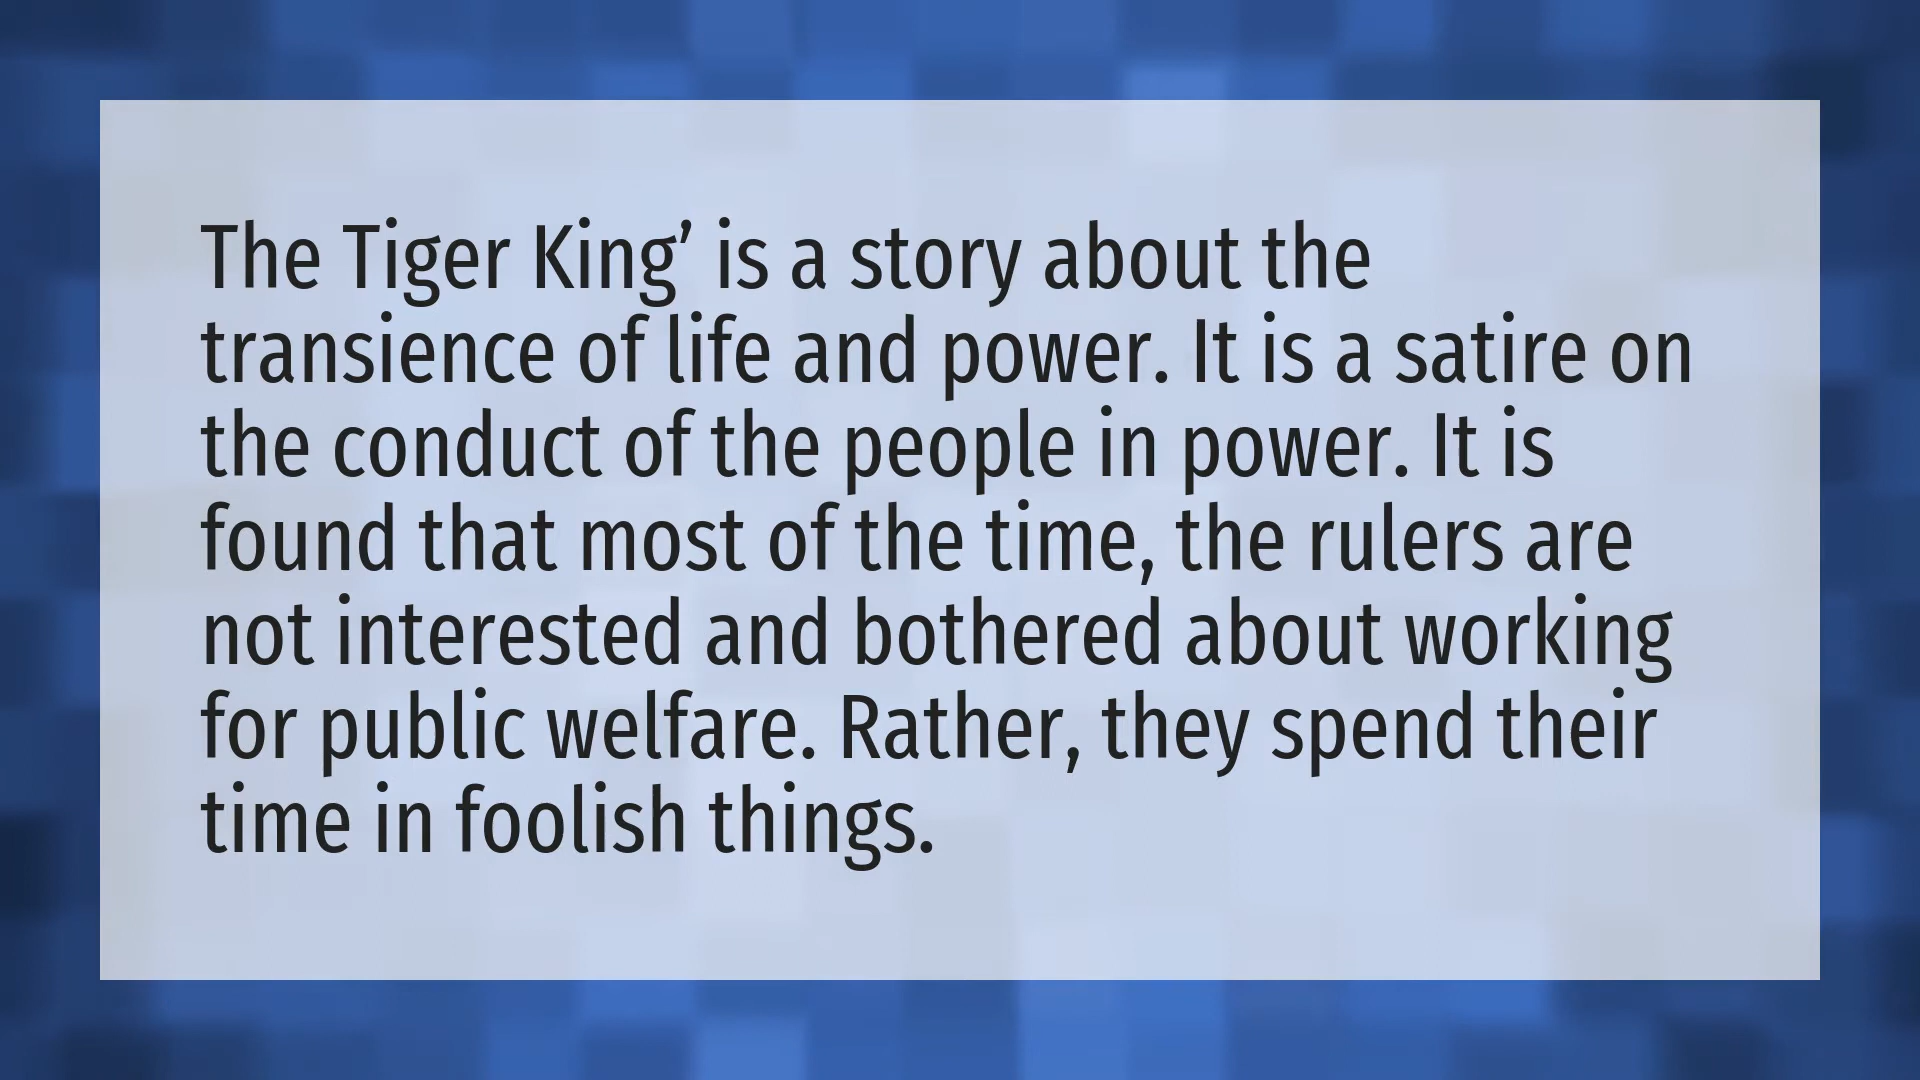 The Tiger King’ is a story about the
transience of life and power. It is a satire on
the conduct of the people in power. It is
found that most of the time, the rulers are
not interested and bothered about working
for public welfare. Rather, they spend their
time in foolish things.